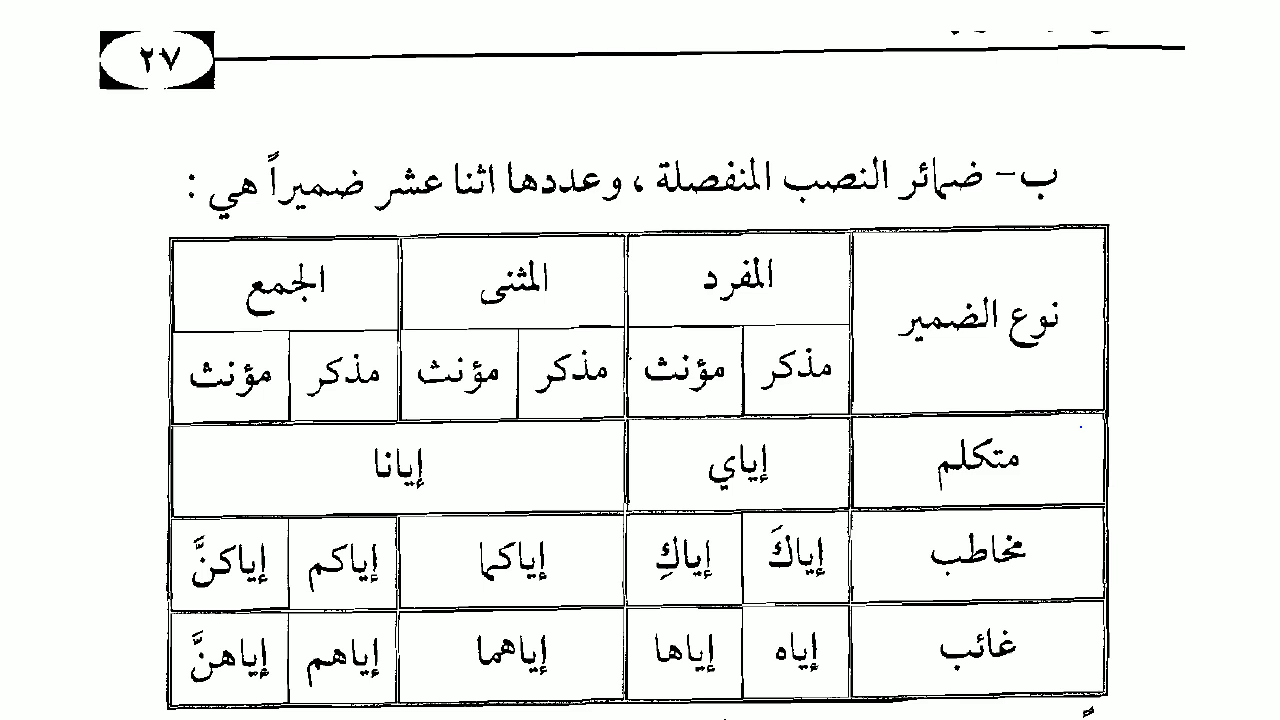 ٢٧
ب- ضمائر النصب المنفصلة ، وعددها اثنا عشر ضميراً هي :
نوع الضمير المفرد المثنى الجمع
مذكر مؤنث مذكر مؤنث مذكر مؤنث
متكلم إياي إيانا
مخاطب إياكَ إياكِ إياكما إياكم إياكنَّ
غائب إياه إياها إياهما إياهم إياهنَّ